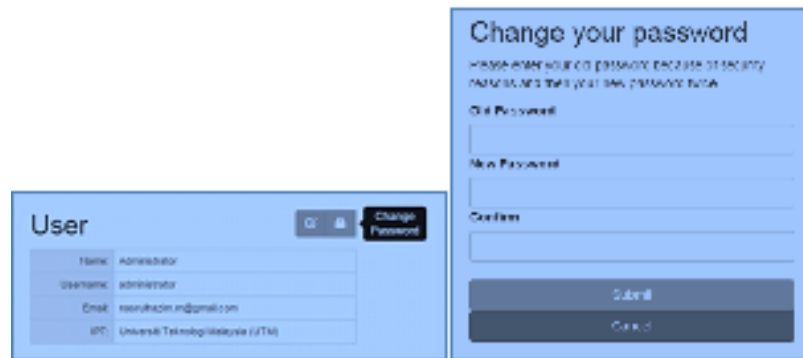 Change your password
Please enter your old password because of security
reasons and then your new password twice
Old Password
New Password
Confirm
Submit
Cancel
User
Change
Password
Name: Administrator
Username: administrator
Email:
IPT: Universiti Teknologi Malaysia (UTM)